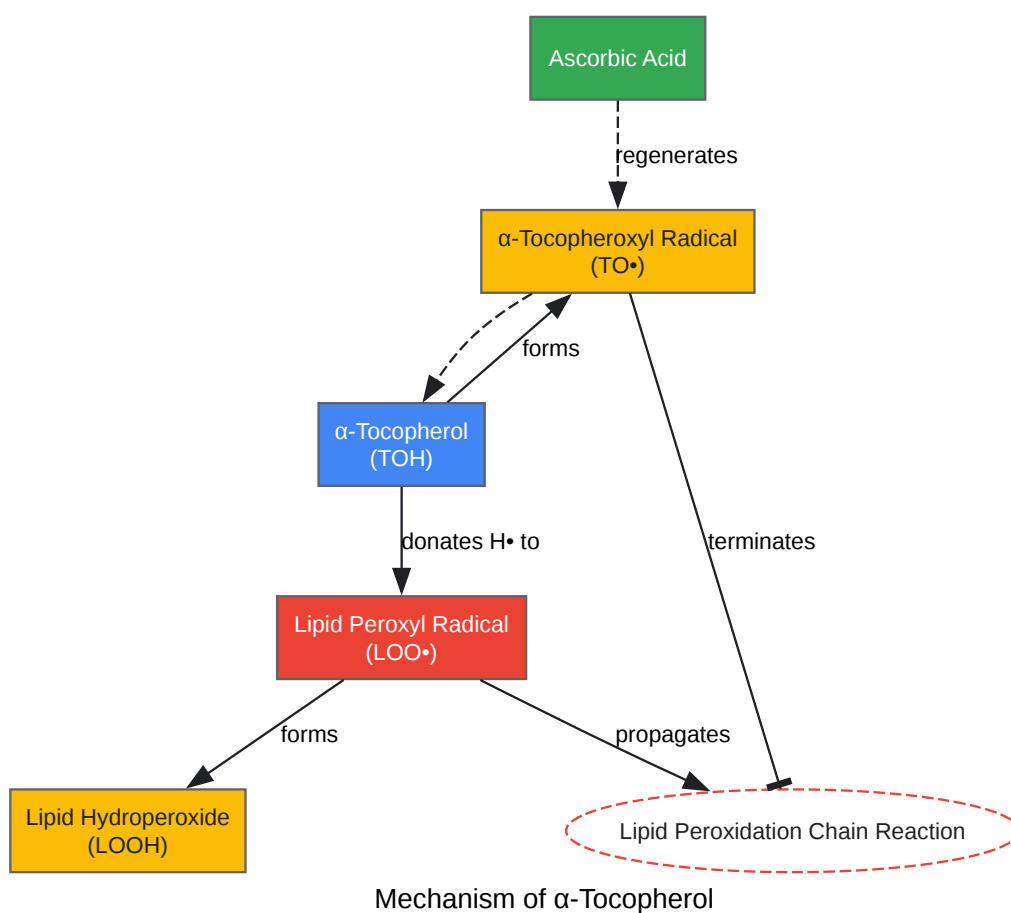 Ascorbic Acid
regenerates
α-Tocopheroxyl Radical
(TO•)
forms
α-Tocopherol
(TOH)
donates H• to
terminates
Lipid Peroxyl Radical
(LOO•)
forms
propagates
Lipid Hydroperoxide
(LOOH)
Lipid Peroxidation Chain Reaction
Mechanism of α-Tocopherol